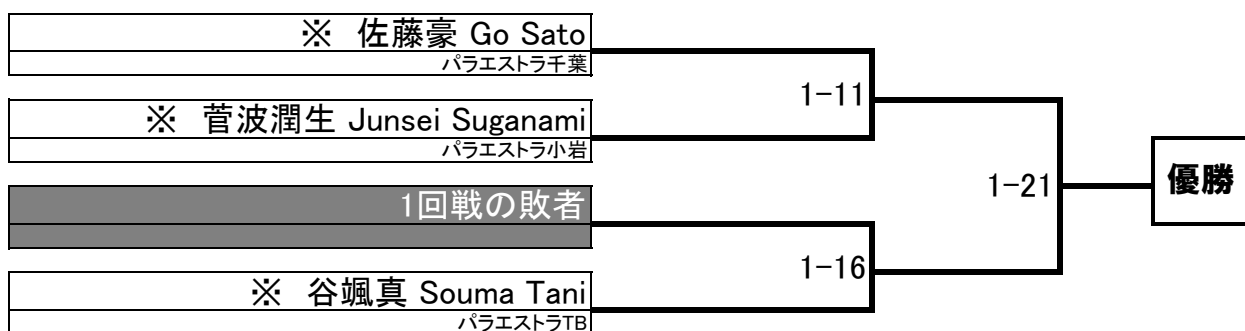 ※ 佐藤豪 Go Sato
パラエストラ千葉
1-11
※ 菅波潤生 Junsei Suganami
パラエストラ小岩
1-21
優勝
1回戦の敗者
1-16
※ 谷颯真 Souma Tani
パラエストラTB